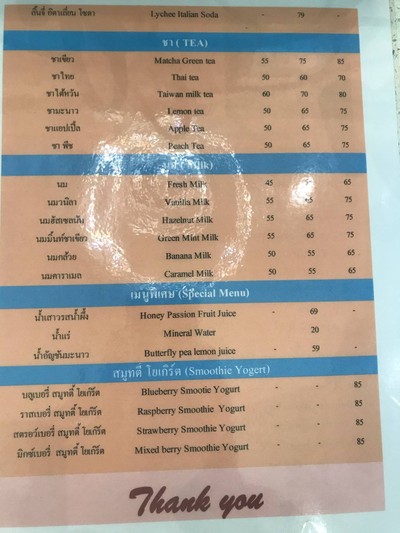 ลิ้นจี่ อิตาเลี่ยน โซดา Lychee Italian Soda - 79 -
ชา ( TEA)
ชาเขียว Matcha Green tea 55 75 85
ชาไทย Thai tea 50 60 70
ชาไต้หวัน Taiwan milk tea 60 70 80
ชามะนาว Lemon tea 50 65 75
ชาแอปเปิ้ล Apple Tea 50 65 75
ชา พีช Peach Tea 50 65 75
นม (Milk)
นม Fresh Milk 45 55 65
นมวนิลา Vanilla Milk 50 55 65
นมฮัสเซลนัท Hazelnut Milk 50 55 65
นมมิ้นท์ชาเขียว Green Mint Milk 50 55 65
นมกล้วย Banana Milk 50 55 65
นมคาราเมล Caramel Milk 50 55 65
เมนูพิเศษ (Special Menu)
น้ำเสาวรสน้ำผึ้ง Honey Passion Fruit Juice - 69 -
น้ำแร่ Mineral Water 20
น้ำอัญชันมะนาว Butterfly pea lemon juice - 59 -
สมูทตี้ โยเกิร์ต (Smoothie Yogert)
บลูเบอรี่ สมูทตี้ โยเกิร์ต Blueberry Smootie Yogurt - - 85
ราสเบอรี่ สมูทตี้ โยเกิร์ต Raspberry Smoothie Yogurt - - 85
สตรอว์เบอรี่ สมูทตี้ โยเกิร์ต Strawberry Smoothie Yogurt - - 85
มิกซ์เบอรี่ สมูทตี้ โยเกิร์ต Mixed berry Smoothie Yogurt - - 85
Thank you